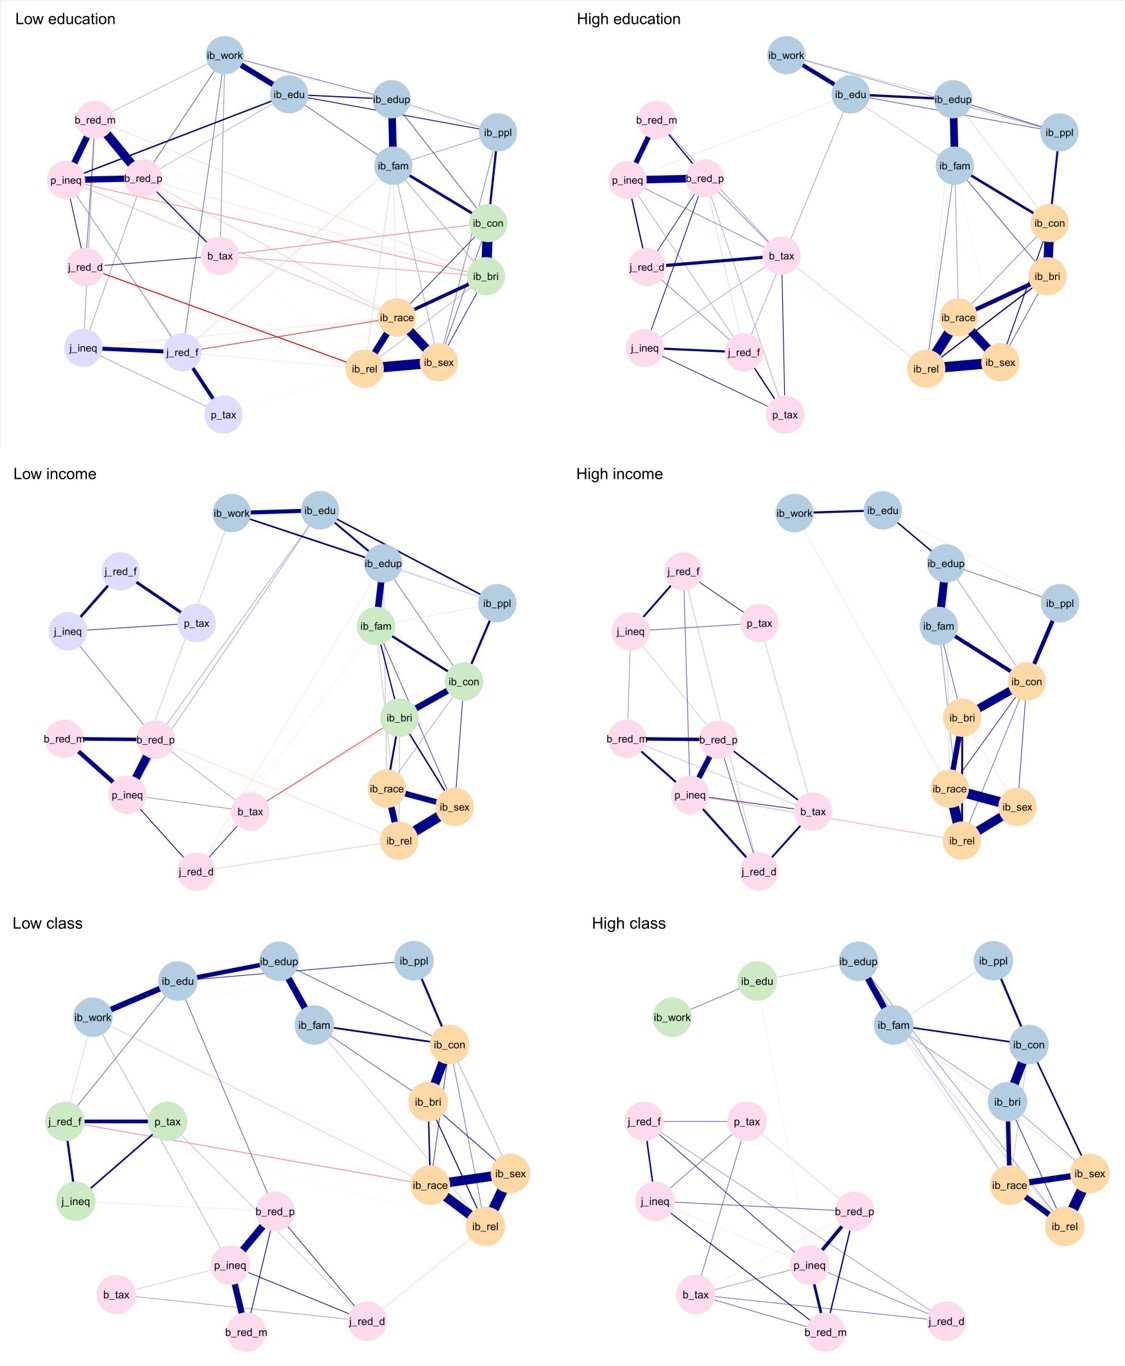 Low education
High education
ib_work
ib_edu
ib_edup
ib_ppl
b_red_m
ib_fam
p_ineq
b_red_p
ib_con
b_tax
j_red_d
ib_bri
ib_race
j_ineq
j_red_f
ib_rel
ib_sex
p_tax
ib_work
ib_edu
ib_edup
ib_ppl
b_red_m
ib_fam
p_ineq
b_red_p
ib_con
b_tax
j_red_d
ib_bri
ib_race
j_ineq
j_red_f
ib_rel
ib_sex
p_tax
Low income
High income
ib_work
ib_edu
ib_edup
j_red_f
ib_ppl
p_tax
j_ineq
ib_fam
ib_con
ib_bri
b_red_m
b_red_p
p_ineq
ib_race
b_tax
ib_sex
ib_rel
j_red_d
ib_work
ib_edu
ib_edup
j_red_f
ib_ppl
p_tax
j_ineq
ib_fam
ib_con
ib_bri
b_red_m
b_red_p
p_ineq
ib_race
b_tax
ib_sex
ib_rel
j_red_d
Low class
High class
ib_edup
ib_ppl
ib_edu
ib_work
ib_fam
ib_con
ib_bri
j_red_f
p_tax
ib_sex
ib_race
j_ineq
b_red_p
ib_rel
p_ineq
b_tax
j_red_d
b_red_m
ib_edup
ib_ppl
ib_edu
ib_work
ib_fam
ib_con
ib_bri
j_red_f
p_tax
ib_sex
ib_race
j_ineq
b_red_p
ib_rel
p_ineq
b_tax
j_red_d
b_red_m